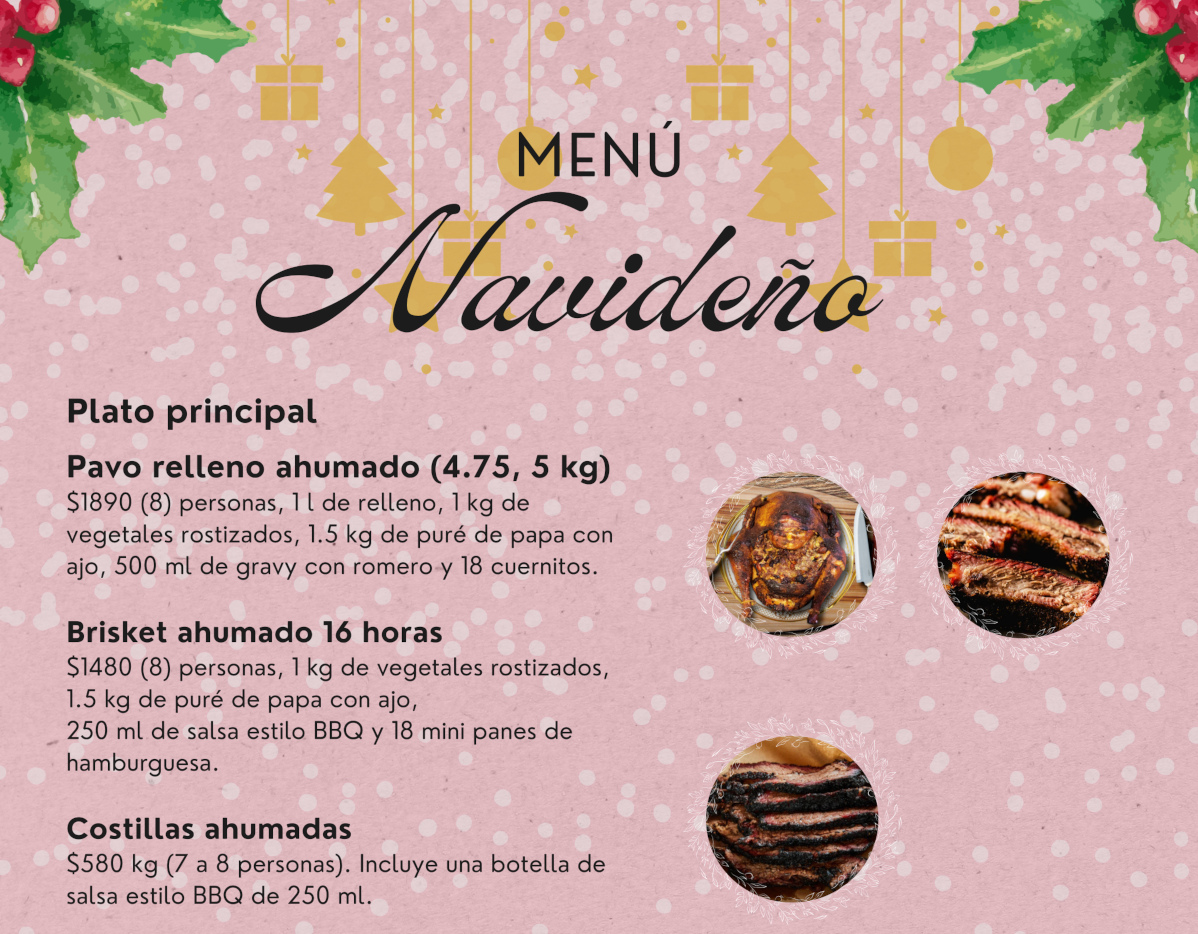 MENÚ
Navideño
Plato principal
Pavo relleno ahumado (4.75, 5 kg)
$1890 (8) personas, 1 l de relleno, 1 kg de
vegetales rostizados, 1.5 kg de puré de papa con
ajo, 500 ml de gravy con romero y 18 cuernitos.
Brisket ahumado 16 horas
$1480 (8) personas, 1 kg de vegetales rostizados,
1.5 kg de puré de papa con ajo,
250 ml de salsa estilo BBQ y 18 mini panes de
hamburguesa.
Costillas ahumadas
$580 kg (7 a 8 personas). Incluye una botella de
salsa estilo BBQ de 250 ml.